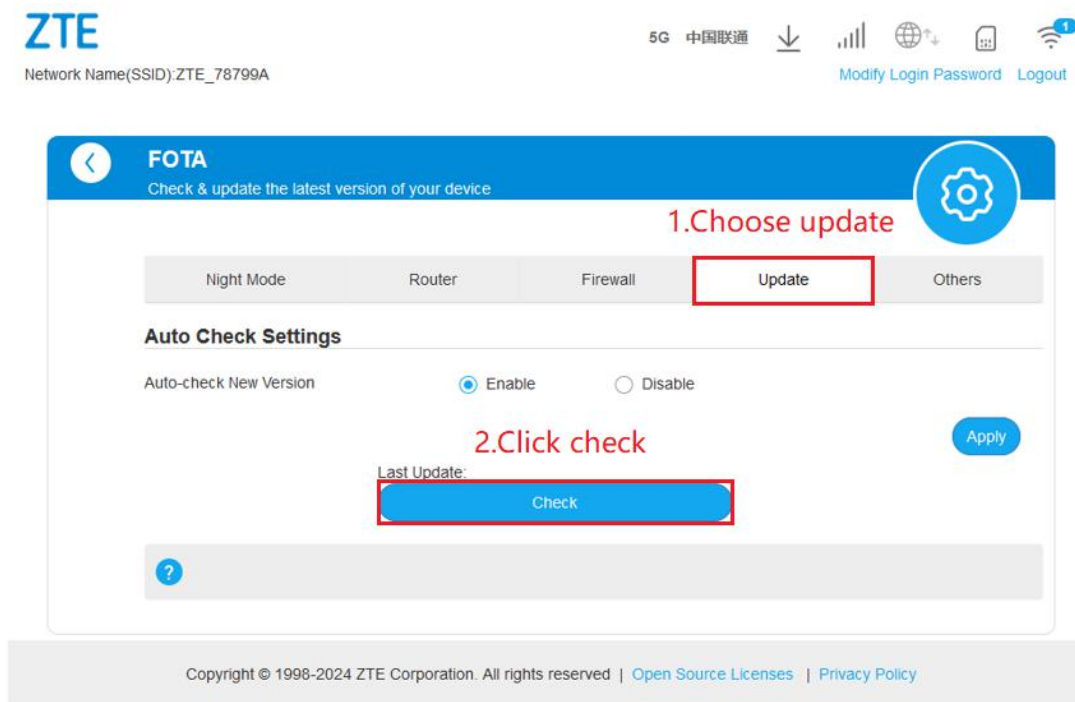 ZTE
5G 中国联通
1
Network Name(SSID):ZTE_78799A
Modify Login Password Logout
FOTA
Check & update the latest version of your device
1.Choose update
Night Mode Router Firewall Update Others
Auto Check Settings
Auto-check New Version Enable Disable
2.Click check
Apply
Last Update:
Check
?
Copyright © 1998-2024 ZTE Corporation. All rights reserved | Open Source Licenses | Privacy Policy